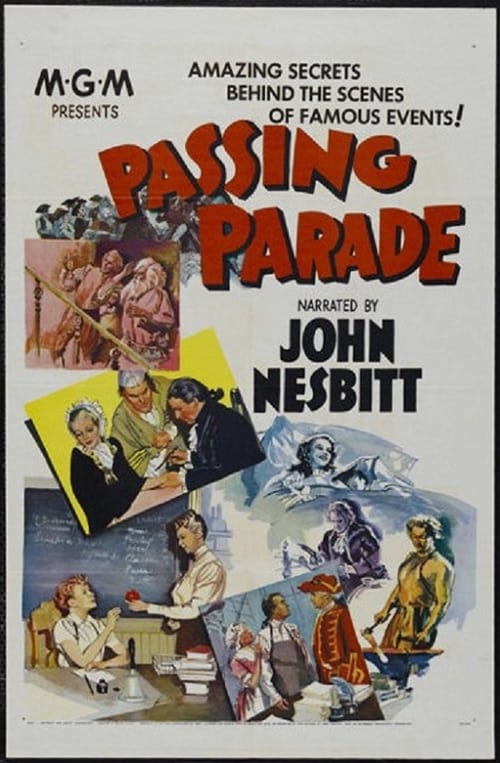 M·G·M
PRESENTS
AMAZING SECRETS
BEHIND THE SCENES
OF FAMOUS EVENTS!
PASSING
PARADE
NARRATED BY
JOHN
NESBITT